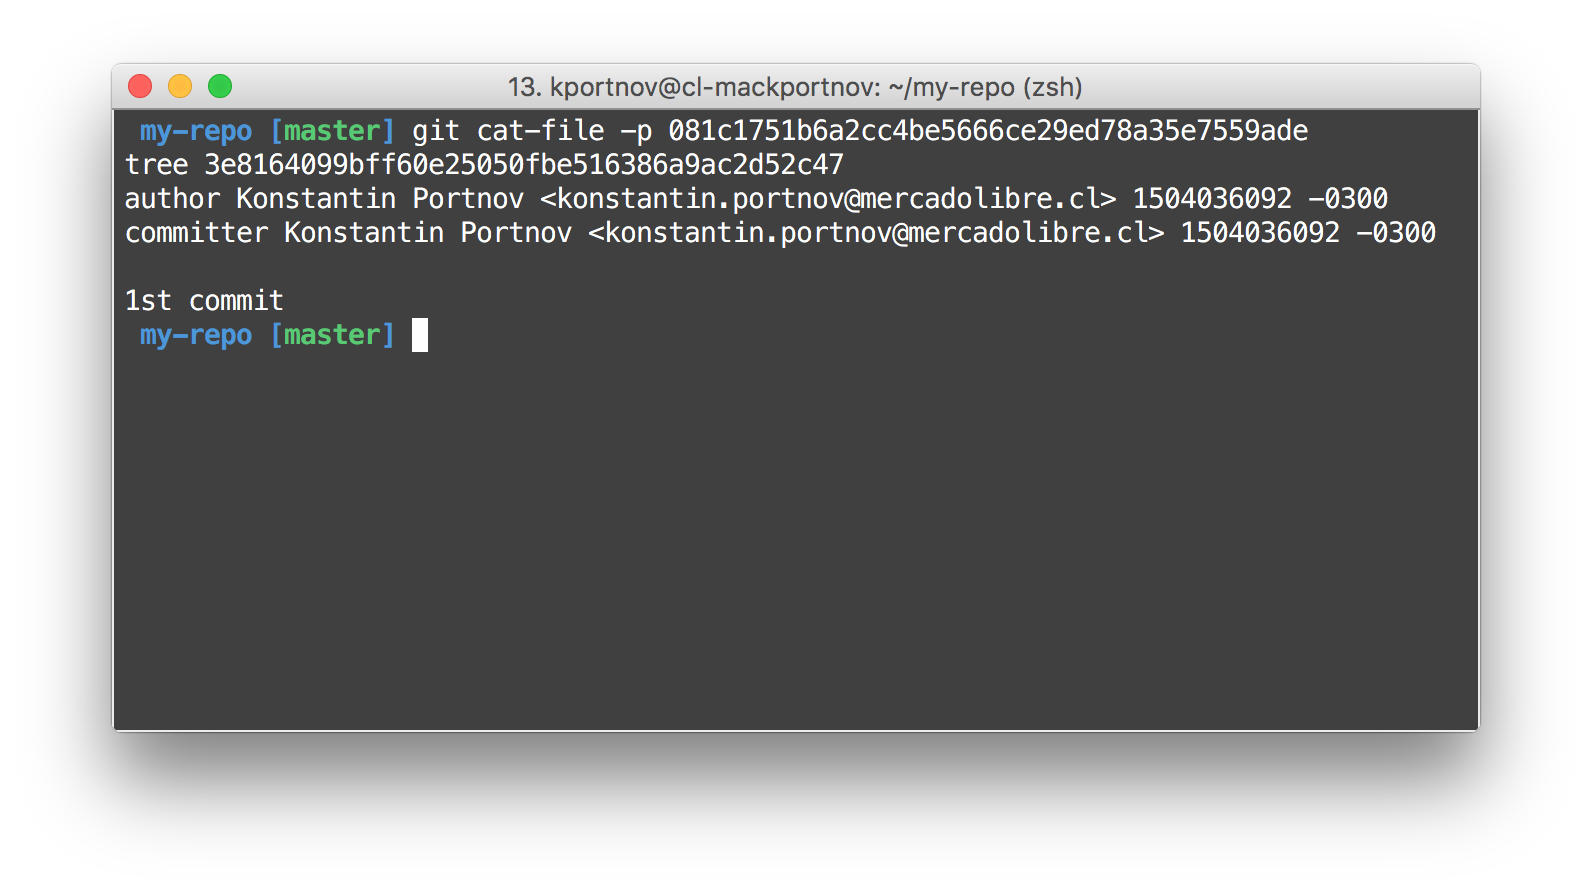 13. kportnov@cl-mackportnov: ~/my-repo (zsh)
my-repo [master] git cat-file -p 081c1751b6a2cc4be5666ce29ed78a35e7559ade
tree 3e8164099bff60e25050fbe516386a9ac2d52c47
author Konstantin Portnov <konstantin.portnov@mercadolibre.cl> 1504036092 -0300
committer Konstantin Portnov <konstantin.portnov@mercadolibre.cl> 1504036092 -0300
1st commit
my-repo [master]